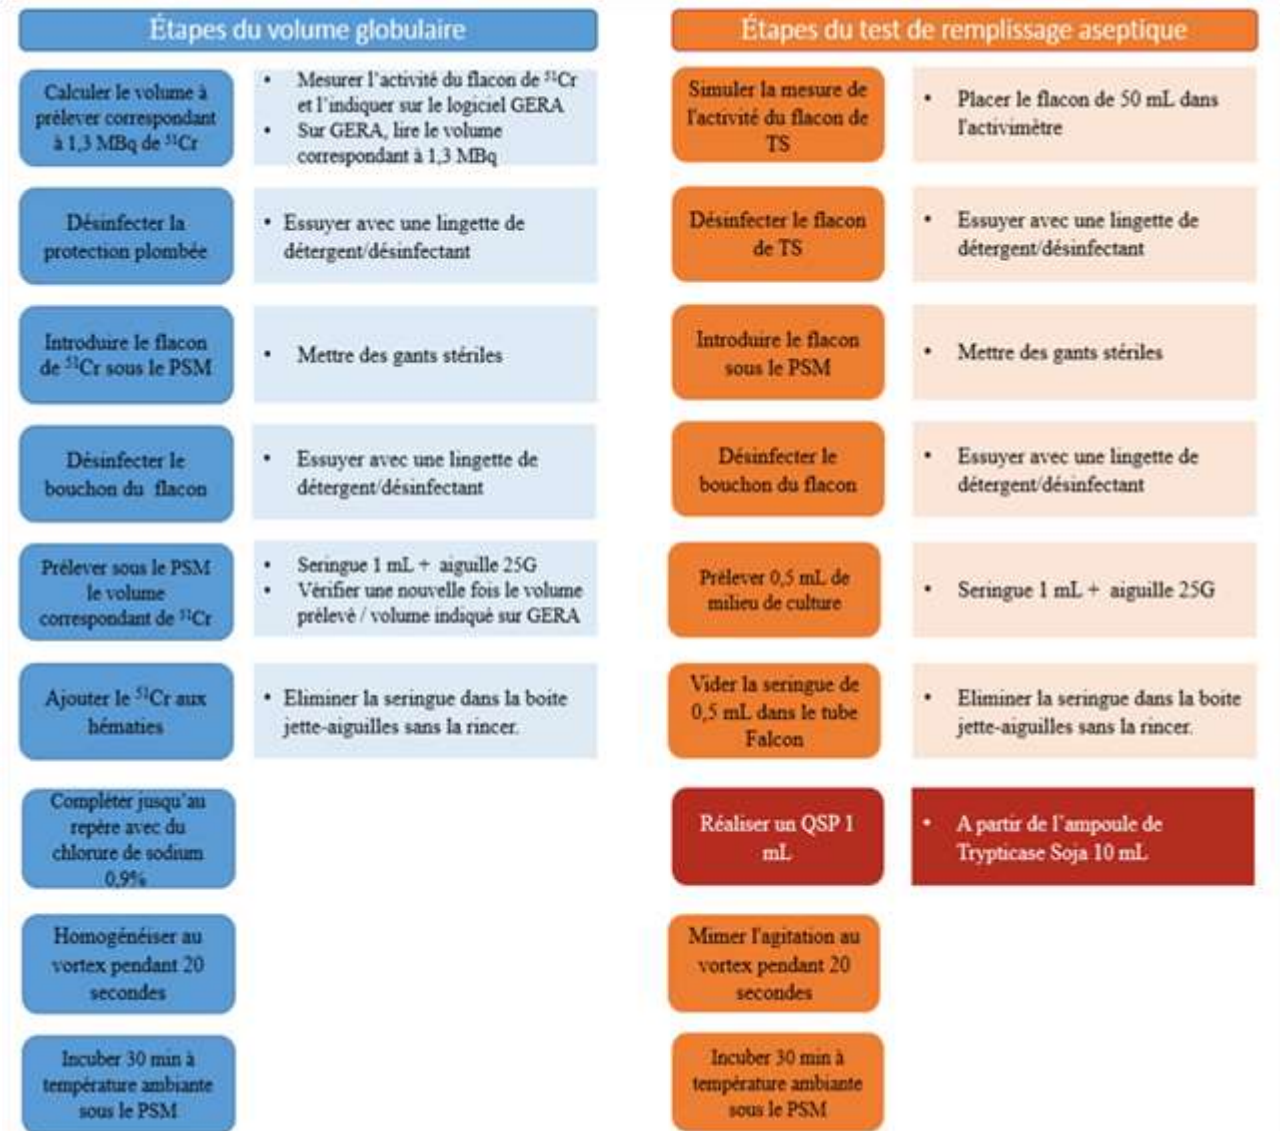 Étapes du volume globulaire
Calculer le volume à
prélever correspondant
à 1,3 MBq de ⁵¹Cr
• Mesurer l'activité du flacon de ⁵¹Cr
et l'indiquer sur le logiciel GERA
• Sur GERA, lire le volume
correspondant à 1,3 MBq
Désinfecter la
protection plombée
• Essuyer avec une lingette de
détergent/désinfectant
Introduire le flacon
de ⁵¹Cr sous le PSM
• Mettre des gants stériles
Désinfecter le
bouchon du flacon
• Essuyer avec une lingette de
détergent/désinfectant
Prélever sous le PSM
le volume
correspondant de ⁵¹Cr
• Seringue 1 mL + aiguille 25G
• Vérifier une nouvelle fois le volume
prélevé / volume indiqué sur GERA
Ajouter le ⁵¹Cr aux
hématies
• Eliminer la seringue dans la boite
jette-aiguilles sans la rincer.
Compléter jusqu'au
repère avec du
chlorure de sodium
0,9%
Homogénéiser au
vortex pendant 20
secondes
Incuber 30 min à
température ambiante
sous le PSM
Étapes du test de remplissage aseptique
Simuler la mesure de
l'activité du flacon de
TS
• Placer le flacon de 50 mL dans
l'activimètre
Désinfecter le flacon
de TS
• Essuyer avec une lingette de
détergent/désinfectant
Introduire le flacon
sous le PSM
• Mettre des gants stériles
Désinfecter le
bouchon du flacon
• Essuyer avec une lingette de
détergent/désinfectant
Prélever 0,5 mL de
milieu de culture
• Seringue 1 mL + aiguille 25G
Vider la seringue de
0,5 mL dans le tube
Falcon
• Eliminer la seringue dans la boite
jette-aiguilles sans la rincer.
Réaliser un QSP 1
mL
• A partir de l'ampoule de
Trypticase Soja 10 mL
Mimer l'agitation au
vortex pendant 20
secondes
Incuber 30 min à
température ambiante
sous le PSM